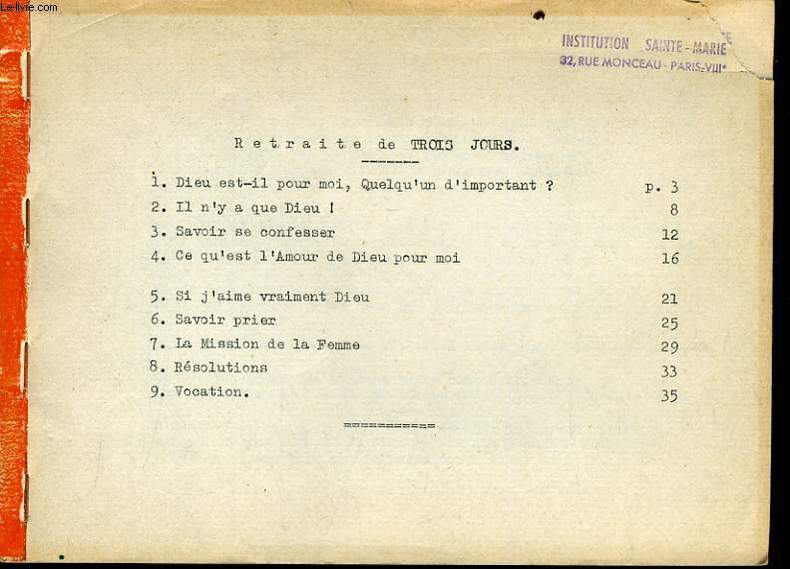 Le-livre.com
INSTITUTION SAINTE-MARIE
32, RUE MONCEAU - PARIS-VIII^e
Retraite de TROIS JOURS.
1. Dieu est-il pour moi, Quelqu'un d'important ? p. 3
2. Il n'y a que Dieu ! 8
3. Savoir se confesser 12
4. Ce qu'est l'Amour de Dieu pour moi 16
5. Si j'aime vraiment Dieu 21
6. Savoir prier 25
7. La Mission de la Femme 29
8. Résolutions 33
9. Vocation. 35